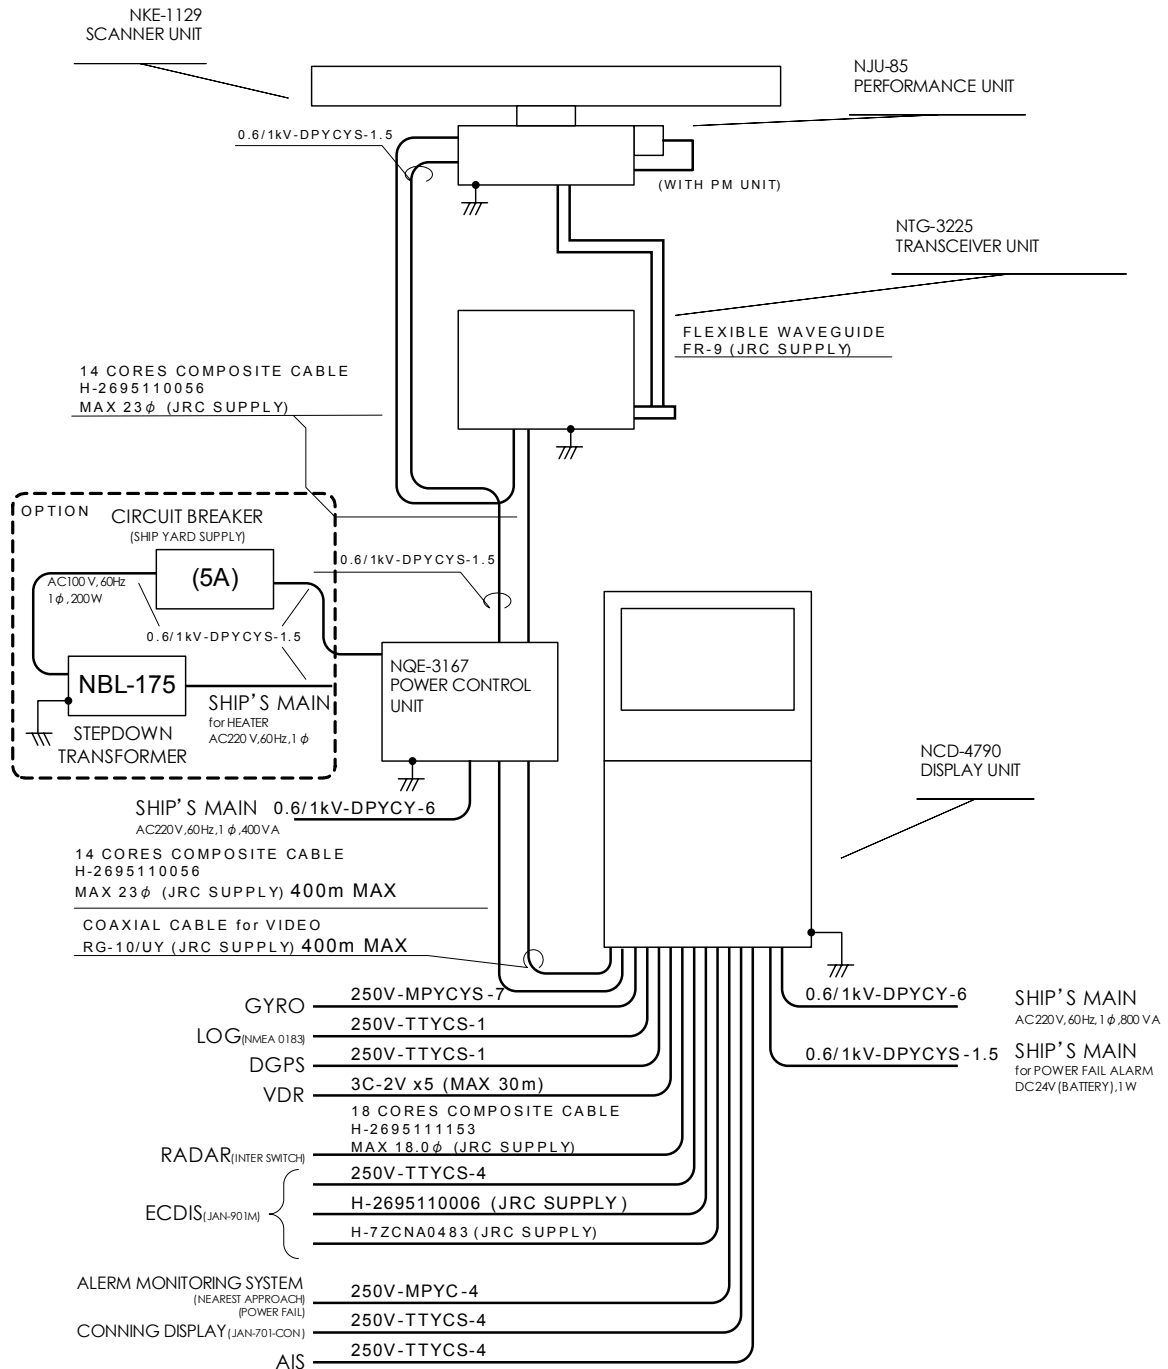 NKE-1129
SCANNER UNIT
NJU-85
PERFORMANCE UNIT
0.6/1kV-DPYCYS-1.5
(WITH PM UNIT)
NTG-3225
TRANSCEIVER UNIT
FLEXIBLE WAVEGUIDE
FR-9 (JRC SUPPLY)
14 CORES COMPOSITE CABLE
H-2695110056
MAX 23φ (JRC SUPPLY)
OPTION
CIRCUIT BREAKER
(SHIP YARD SUPPLY)
(5A)
AC100V,60Hz
1φ,200W
0.6/1kV-DPYCYS-1.5
0.6/1kV-DPYCYS-1.5
NBL-175
STEPDOWN
TRANSFORMER
SHIP'S MAIN
for HEATER
AC220V,60Hz,1φ
NQE-3167
POWER CONTROL
UNIT
NCD-4790
DISPLAY UNIT
SHIP'S MAIN 0.6/1kV-DPYCY-6
AC220V,60Hz,1φ,400VA
14 CORES COMPOSITE CABLE
H-2695110056
MAX 23φ (JRC SUPPLY) 400m MAX
COAXIAL CABLE for VIDEO
RG-10/UY (JRC SUPPLY) 400m MAX
GYRO 250V-MPYCYS-7
LOG(NMEA 0183) 250V-TTYCS-1
DGPS 250V-TTYCS-1
VDR 3C-2V x5 (MAX 30m)
18 CORES COMPOSITE CABLE
H-2695111153
MAX 18.0φ (JRC SUPPLY)
RADAR(INTER SWITCH)
250V-TTYCS-4
ECDIS(JAN-901M) H-2695110006 (JRC SUPPLY)
H-7ZCNA0483 (JRC SUPPLY)
ALERM MONITORING SYSTEM 250V-MPYC-4
(NEAREST APPROACH)
(POWER FAIL)
CONNING DISPLAY(JAN-701-CON) 250V-TTYCS-4
AIS 250V-TTYCS-4
0.6/1kV-DPYCY-6 SHIP'S MAIN
AC220V,60Hz,1φ,800VA
0.6/1kV-DPYCYS-1.5 SHIP'S MAIN
for POWER FAIL ALARM
DC24V(BATTERY),1W